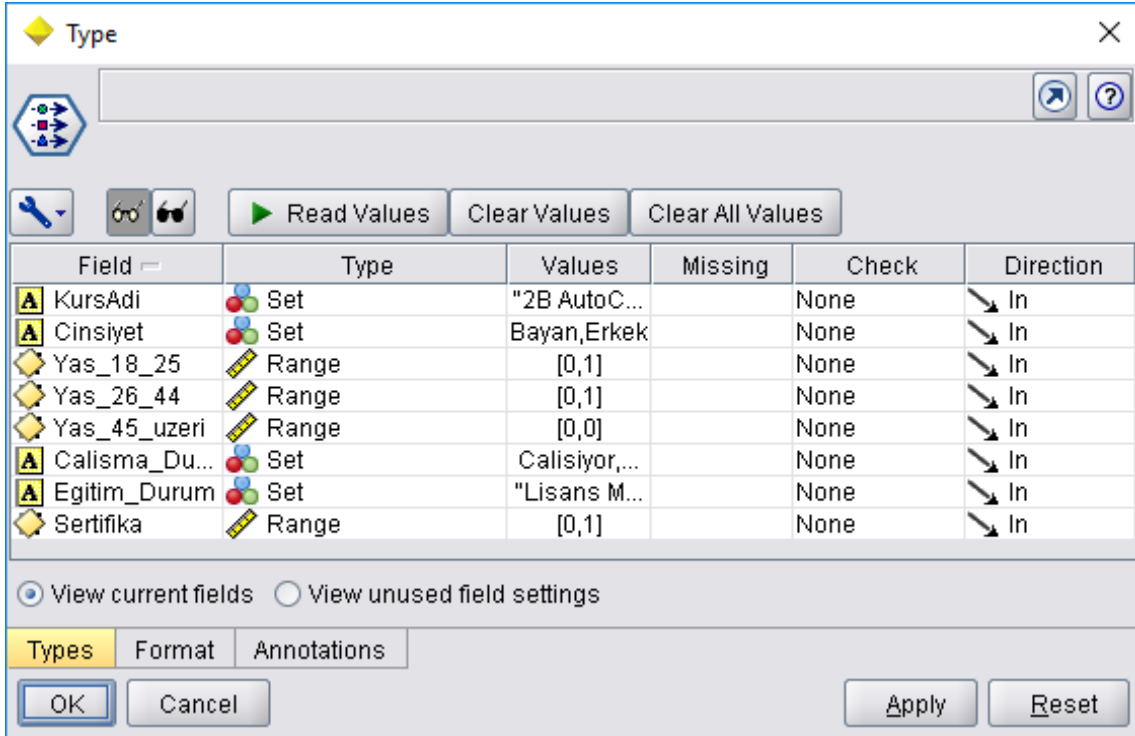 Type
Read Values Clear Values Clear All Values
Field Type Values Missing Check Direction
A KursAdi Set "2B AutoC... None In
A Cinsiyet Set Bayan,Erkek None In
Yas_18_25 Range [0,1] None In
Yas_26_44 Range [0,1] None In
Yas_45_uzeri Range [0,0] None In
A Calisma_Du... Set Calisiyor,... None In
A Egitim_Durum Set "Lisans M... None In
Sertifika Range [0,1] None In
View current fields View unused field settings
Types Format Annotations
OK Cancel Apply Reset